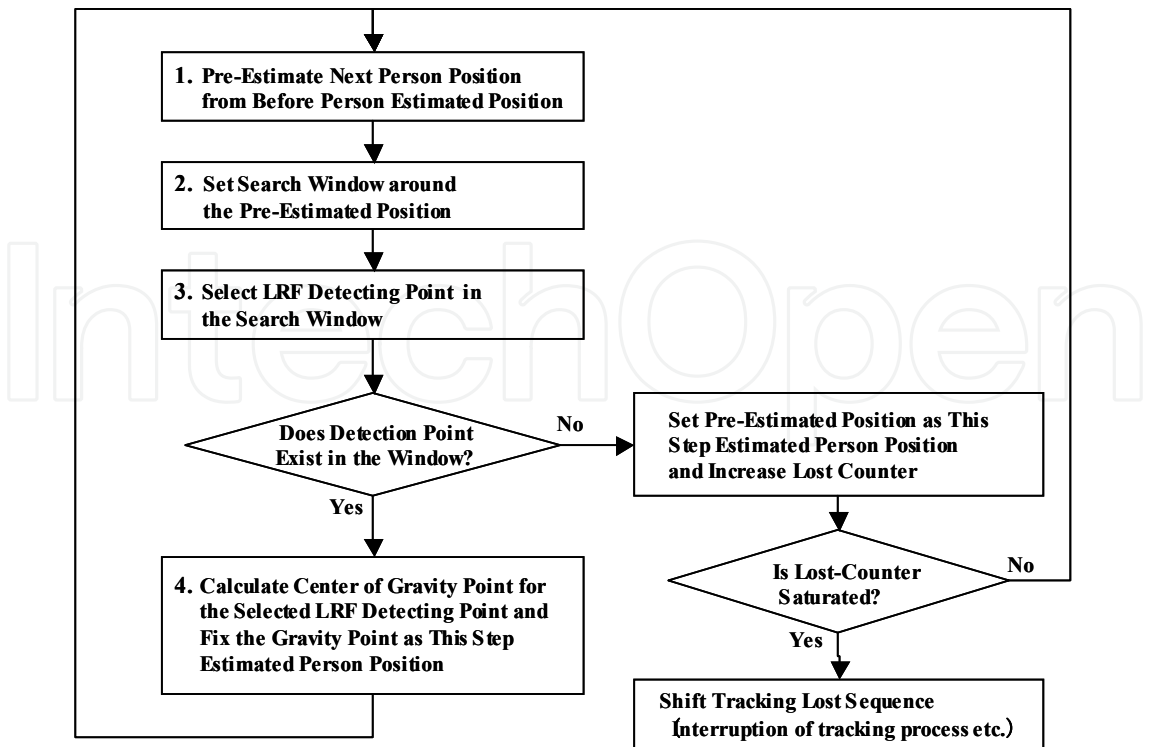 1. Pre-Estimate Next Person Position
from Before Person Estimated Position
2. Set Search Window around
the Pre-Estimated Position
3. Select LRF Detecting Point in
the Search Window
Does Detection Point
Exist in the Window?
No
Yes
Set Pre-Estimated Position as This
Step Estimated Person Position
and Increase Lost Counter
4. Calculate Center of Gravity Point for
the Selected LRF Detecting Point and
Fix the Gravity Point as This Step
Estimated Person Position
Is Lost-Counter
Saturated?
No
Yes
Shift Tracking Lost Sequence
(Interruption of tracking process etc.)
IntechOpen